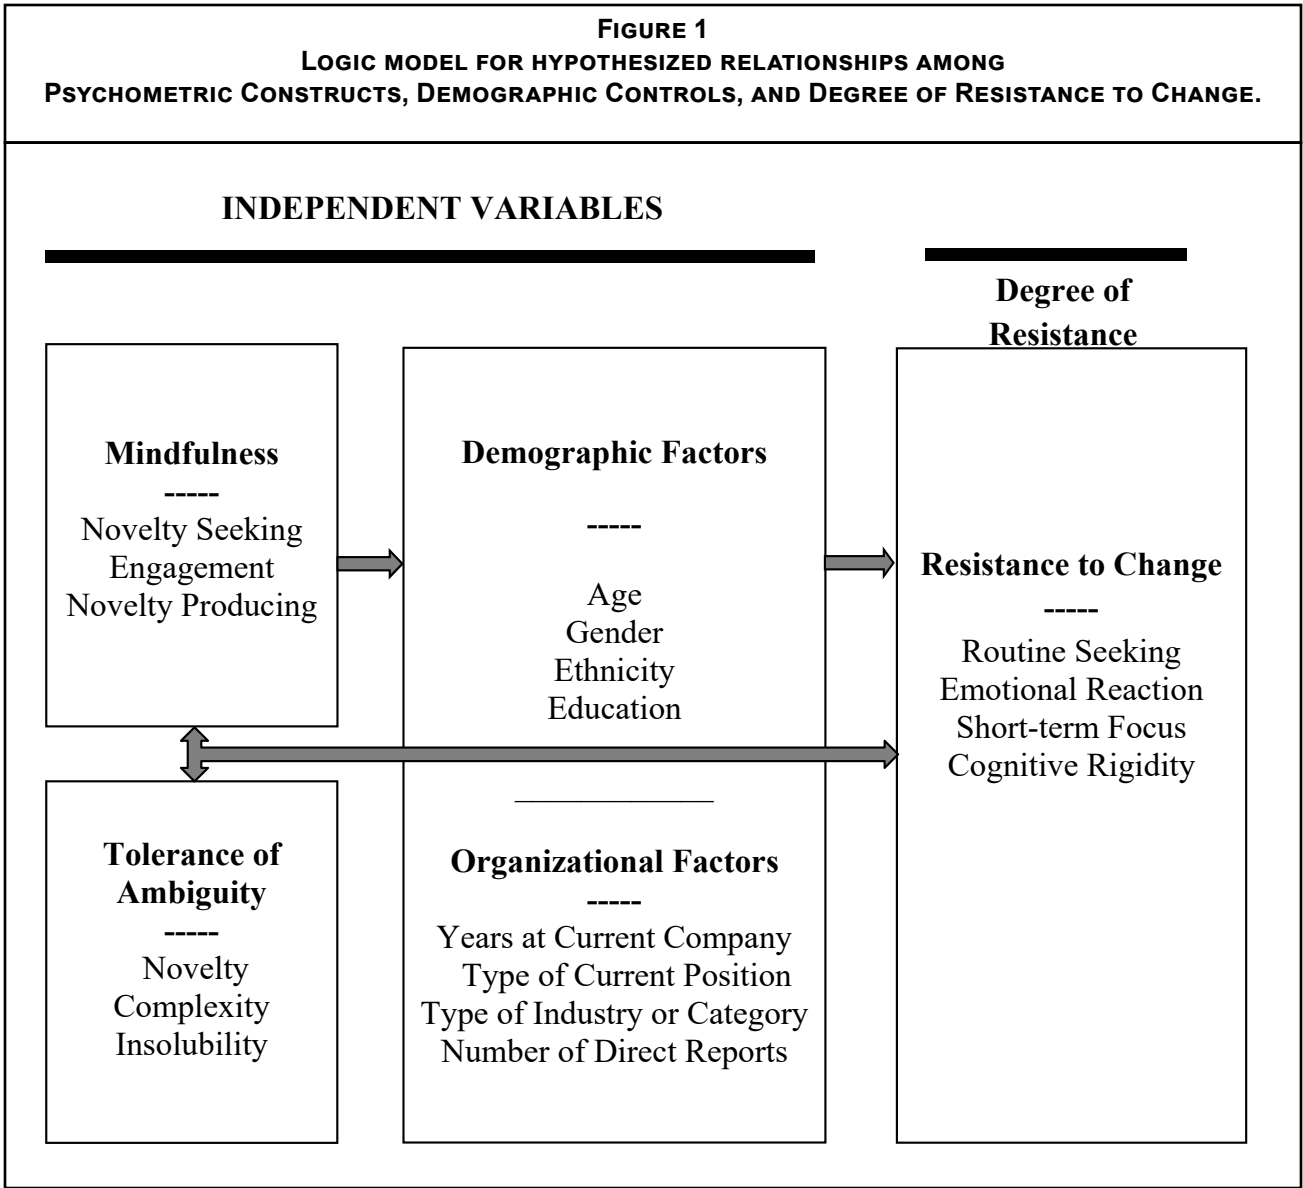 FIGURE 1
LOGIC MODEL FOR HYPOTHESIZED RELATIONSHIPS AMONG
PSYCHOMETRIC CONSTRUCTS, DEMOGRAPHIC CONTROLS, AND DEGREE OF RESISTANCE TO CHANGE.
INDEPENDENT VARIABLES
Degree of
Resistance
Mindfulness
-----
Novelty Seeking
Engagement
Novelty Producing
Tolerance of
Ambiguity
-----
Novelty
Complexity
Insolubility
Demographic Factors
-----
Age
Gender
Ethnicity
Education
____________
Organizational Factors
-----
Years at Current Company
Type of Current Position
Type of Industry or Category
Number of Direct Reports
Resistance to Change
-----
Routine Seeking
Emotional Reaction
Short-term Focus
Cognitive Rigidity